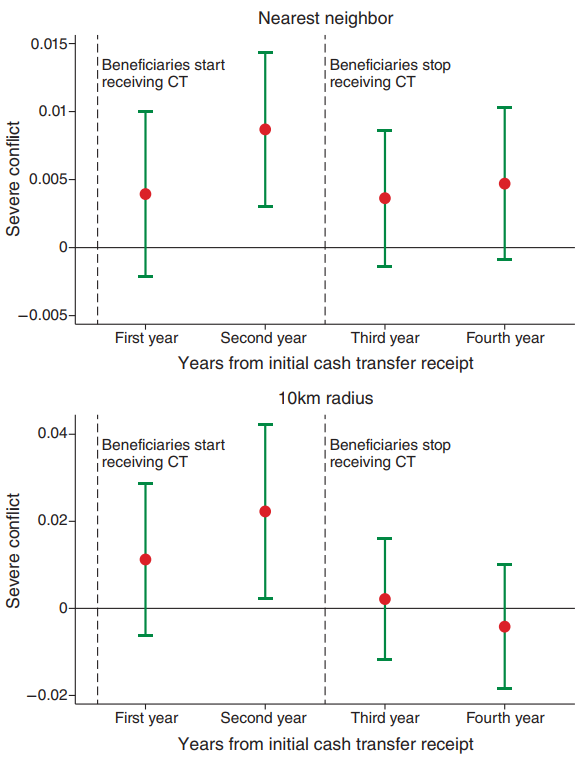 Nearest neighbor
Severe conflict
0.015
0.01
0.005
0
−0.005
Beneficiaries start
receiving CT
Beneficiaries stop
receiving CT
First year
Second year
Third year
Fourth year
Years from initial cash transfer receipt
10km radius
Severe conflict
0.04
0.02
0
−0.02
Beneficiaries start
receiving CT
Beneficiaries stop
receiving CT
First year
Second year
Third year
Fourth year
Years from initial cash transfer receipt